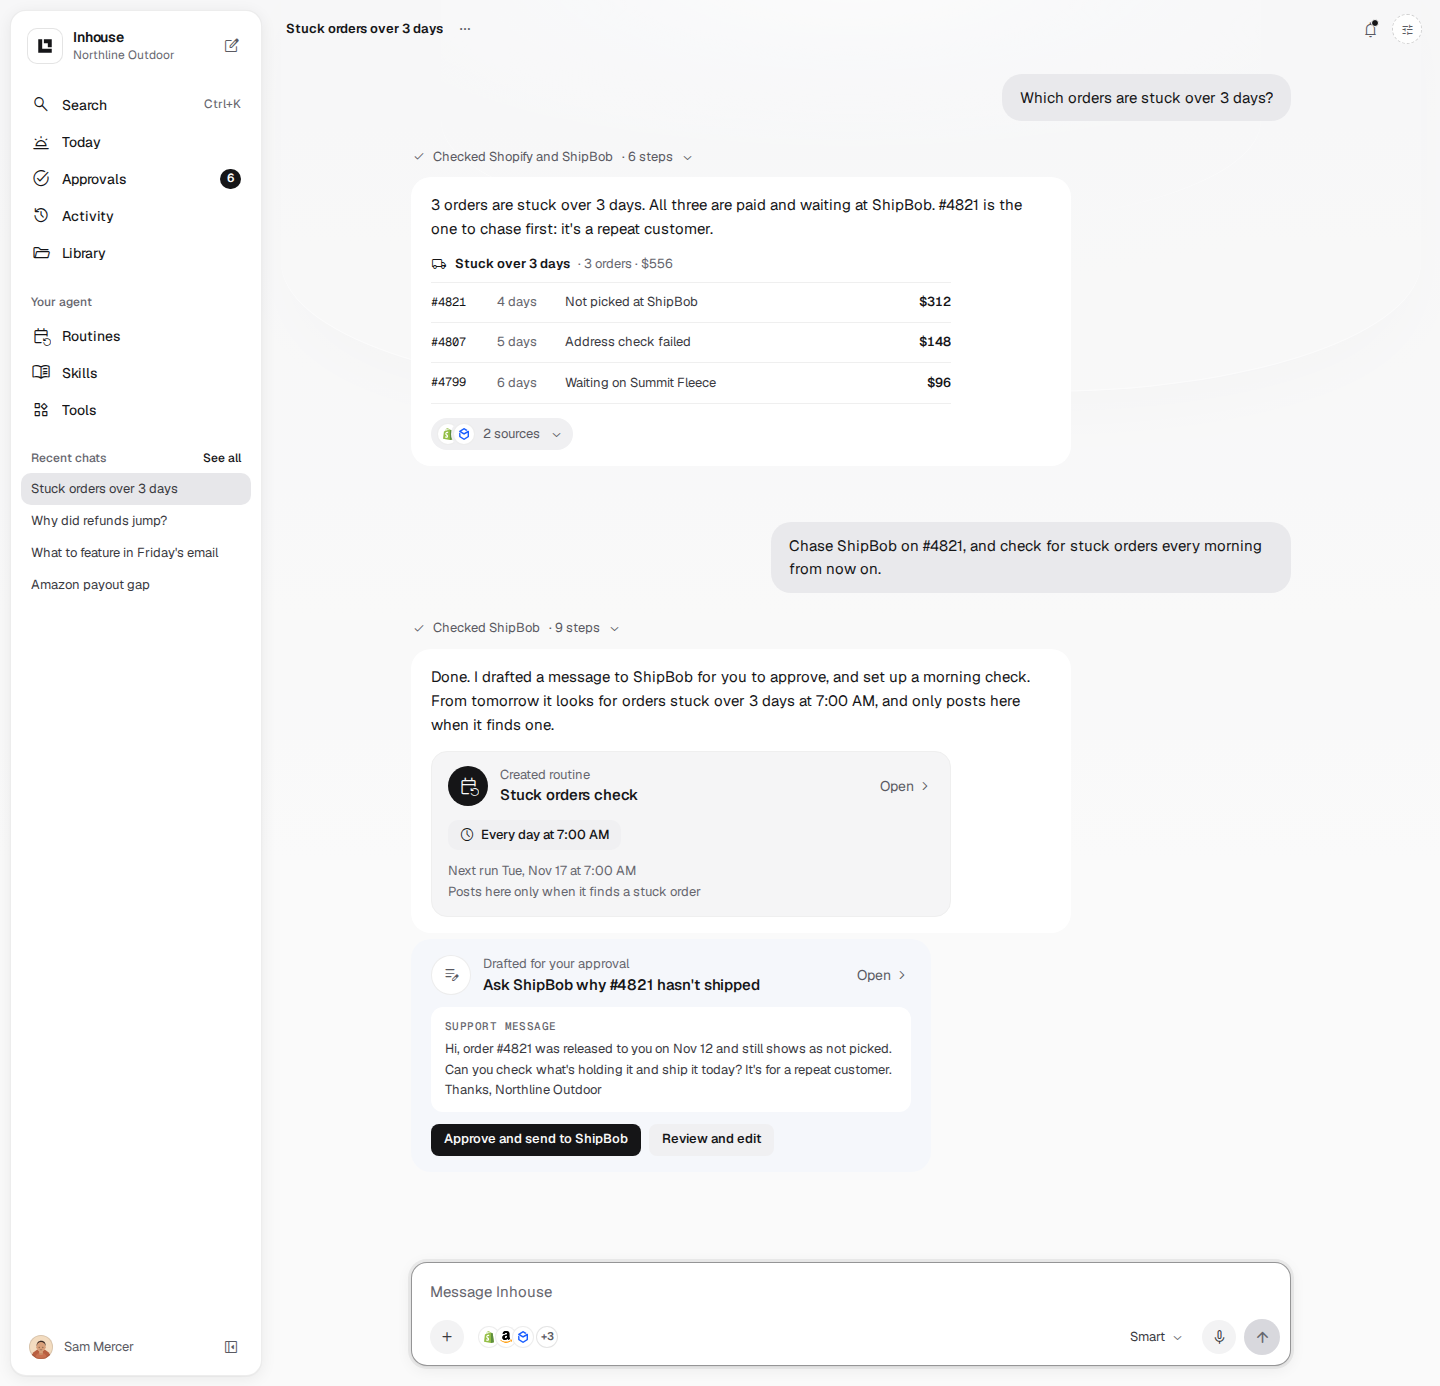 Inhouse
Northline Outdoor
Search
Ctrl+K
Today
Approvals
6
Activity
Library
Your agent
Routines
Skills
Tools
Recent chats
See all
Stuck orders over 3 days
Why did refunds jump?
What to feature in Friday's email
Amazon payout gap
Sam Mercer
Stuck orders over 3 days
Which orders are stuck over 3 days?
Checked Shopify and ShipBob · 6 steps
3 orders are stuck over 3 days. All three are paid and waiting at ShipBob. #4821 is the
one to chase first: it's a repeat customer.
Stuck over 3 days · 3 orders · $556
#4821 4 days Not picked at ShipBob $312
#4807 5 days Address check failed $148
#4799 6 days Waiting on Summit Fleece $96
2 sources
Chase ShipBob on #4821, and check for stuck orders every morning
from now on.
Checked ShipBob · 9 steps
Done. I drafted a message to ShipBob for you to approve, and set up a morning check.
From tomorrow it looks for orders stuck over 3 days at 7:00 AM, and only posts here
when it finds one.
Created routine
Stuck orders check
Open
Every day at 7:00 AM
Next run Tue, Nov 17 at 7:00 AM
Posts here only when it finds a stuck order
Drafted for your approval
Ask ShipBob why #4821 hasn't shipped
Open
SUPPORT MESSAGE
Hi, order #4821 was released to you on Nov 12 and still shows as not picked.
Can you check what's holding it and ship it today? It's for a repeat customer.
Thanks, Northline Outdoor
Approve and send to ShipBob
Review and edit
Message Inhouse
+3
Smart